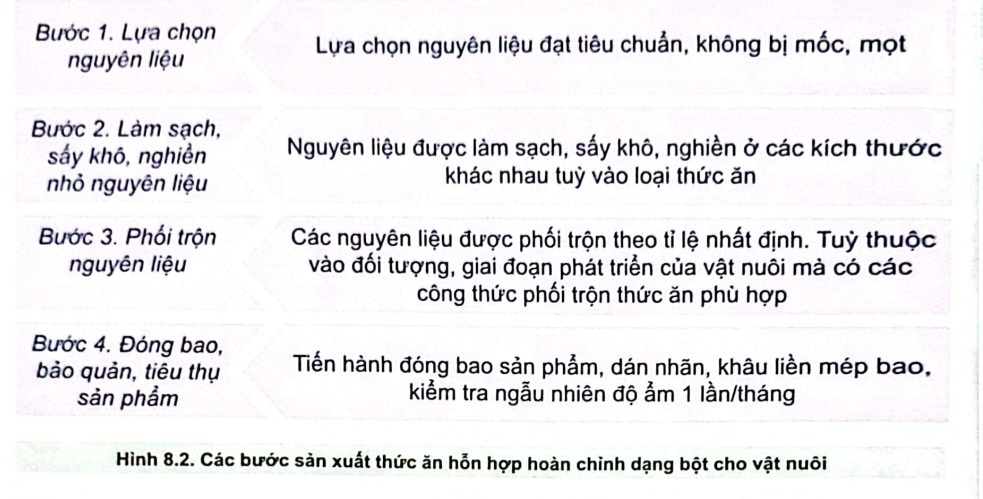 Bước 1. Lựa chọn
nguyên liệu
Lựa chọn nguyên liệu đạt tiêu chuẩn, không bị mốc, mọt
Bước 2. Làm sạch,
sấy khô, nghiền
nhỏ nguyên liệu
Nguyên liệu được làm sạch, sấy khô, nghiền ở các kích thước
khác nhau tuỳ vào loại thức ăn
Bước 3. Phối trộn
nguyên liệu
Các nguyên liệu được phối trộn theo tỉ lệ nhất định. Tuỳ thuộc
vào đối tượng, giai đoạn phát triển của vật nuôi mà có các
công thức phối trộn thức ăn phù hợp
Bước 4. Đóng bao,
bảo quản, tiêu thụ
sản phẩm
Tiến hành đóng bao sản phẩm, dán nhãn, khâu liền mép bao,
kiểm tra ngẫu nhiên độ ẩm 1 lần/tháng
Hình 8.2. Các bước sản xuất thức ăn hỗn hợp hoàn chỉnh dạng bột cho vật nuôi